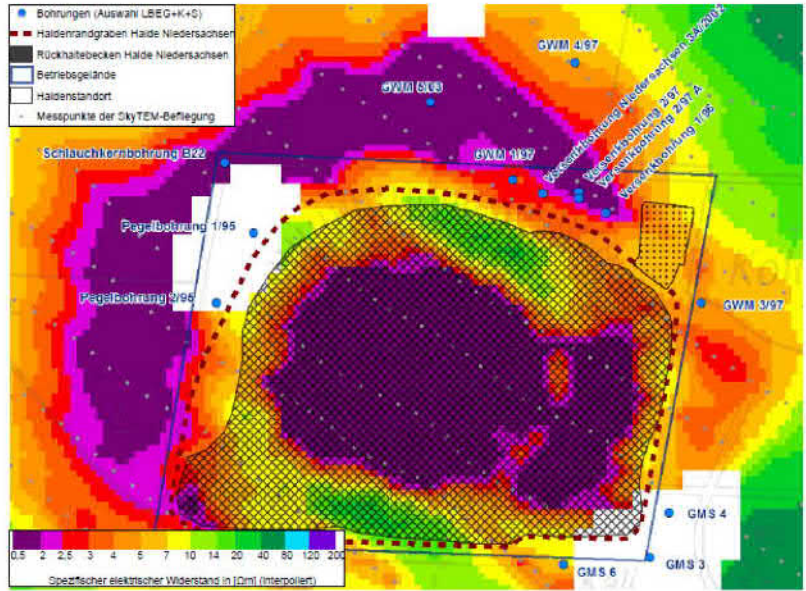 Bohrungen (Auswahl LBEG+K+S)
Haldenrandgraben Halde Niedersachsen
Rückhaltebecken Halde Niedersachsen
Betriebsgelände
Haldenstandort
Messpunkte der SkyTEM-Befliegung
GWM 4/97
GWM 8/03
Versenkbohrung Niedersachsen 3A/2002
Versenkbohrung 2/97
Versenkbohrung 2/97 A
Versenkbohrung 1/96
GWM 1/97
Schlauchkernbohrung B22
Pegelbohrung 1/95
Pegelbohrung 2/95
GWM 3/97
GMS 4
GMS 3
GMS 6
0,5 2 2,5 3 4 5 7 10 14 20 40 80 120 200
Spezifischer elektrischer Widerstand in [Ωm] (interpoliert)